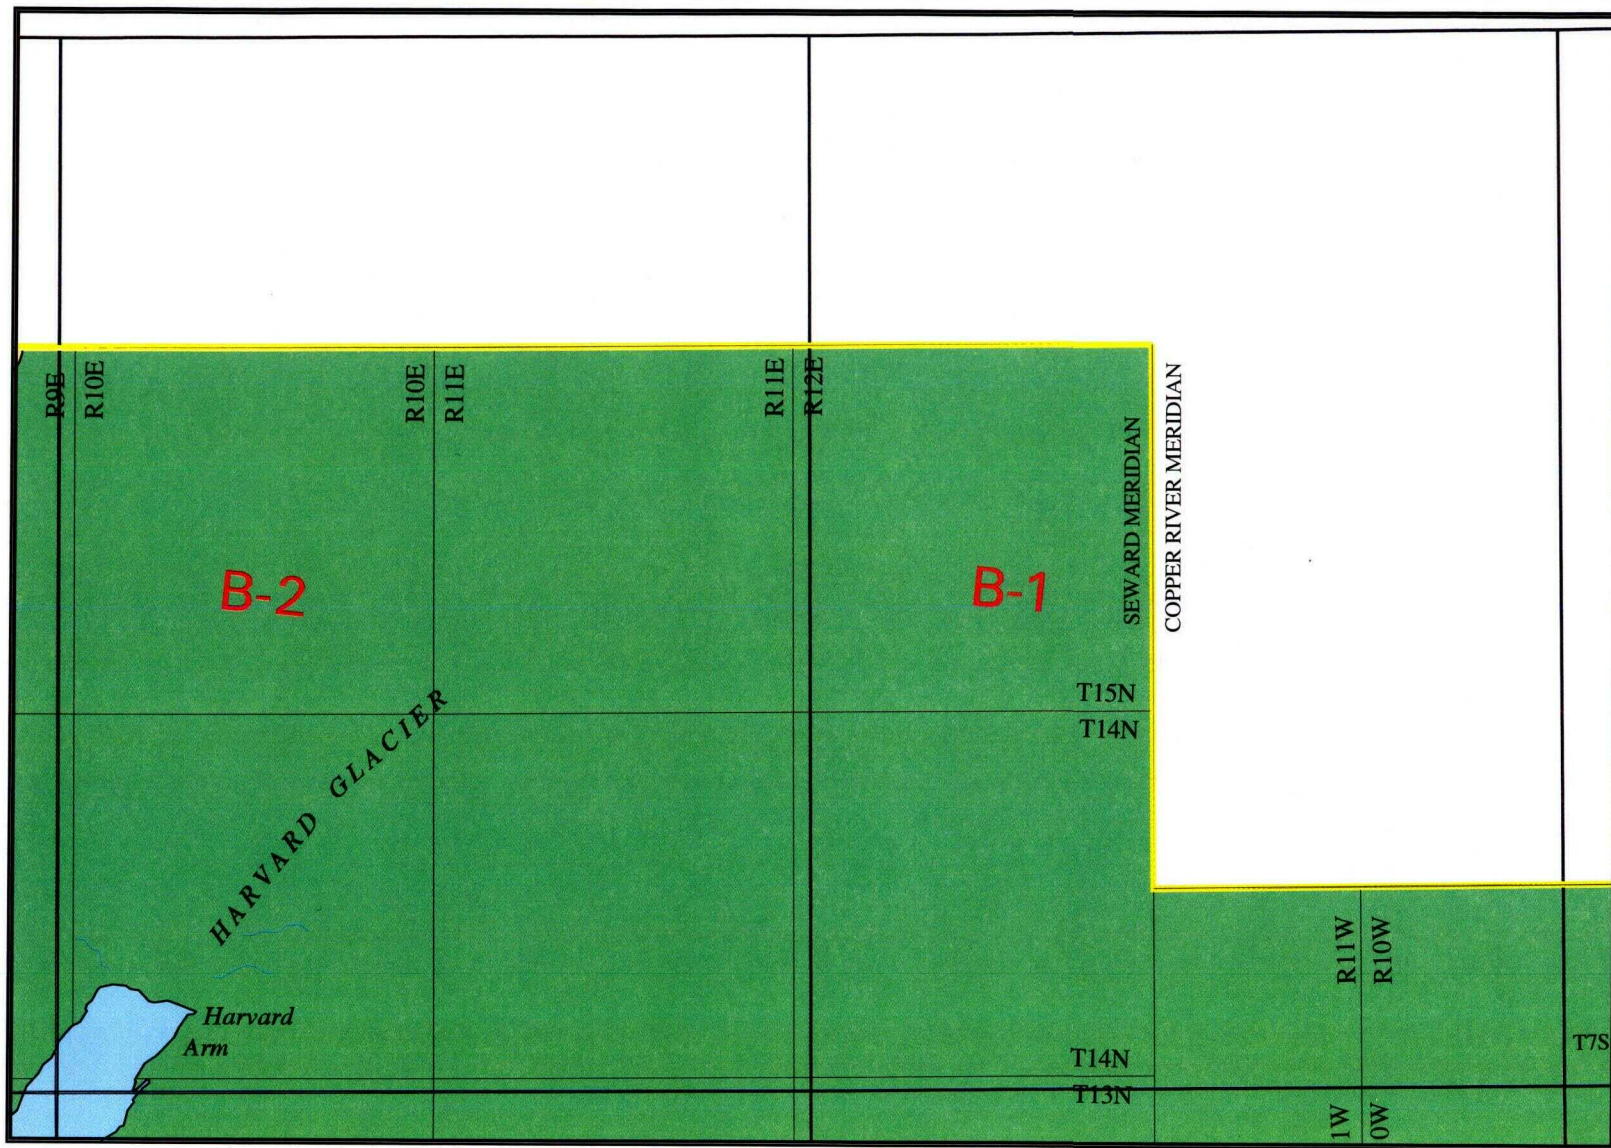 R9E
R10E
R10E
R11E
R11E
R12E
SEWARD MERIDIAN
COPPER RIVER MERIDIAN
B-2
B-1
T15N
T14N
HARVARD GLACIER
R11W
R10W
Harvard
Arm
T7S
T14N
T13N
1W
0W